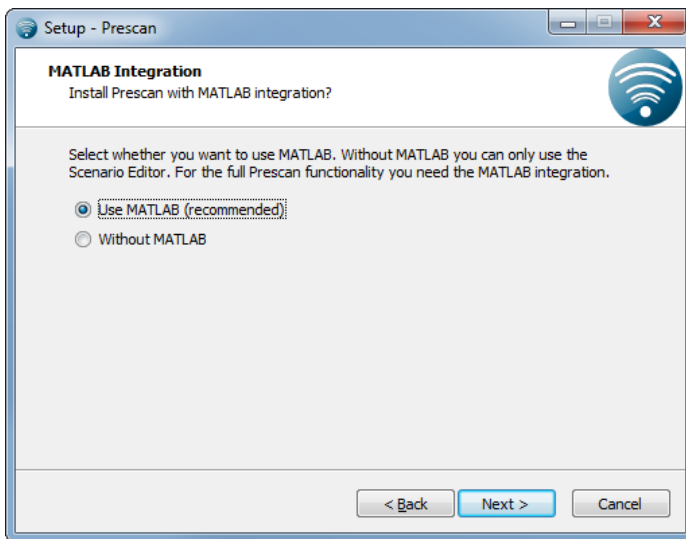 Setup - Prescan
MATLAB Integration
Install Prescan with MATLAB integration?
Select whether you want to use MATLAB. Without MATLAB you can only use the
Scenario Editor. For the full Prescan functionality you need the MATLAB integration.
Use MATLAB (recommended)
Without MATLAB
< Back Next > Cancel